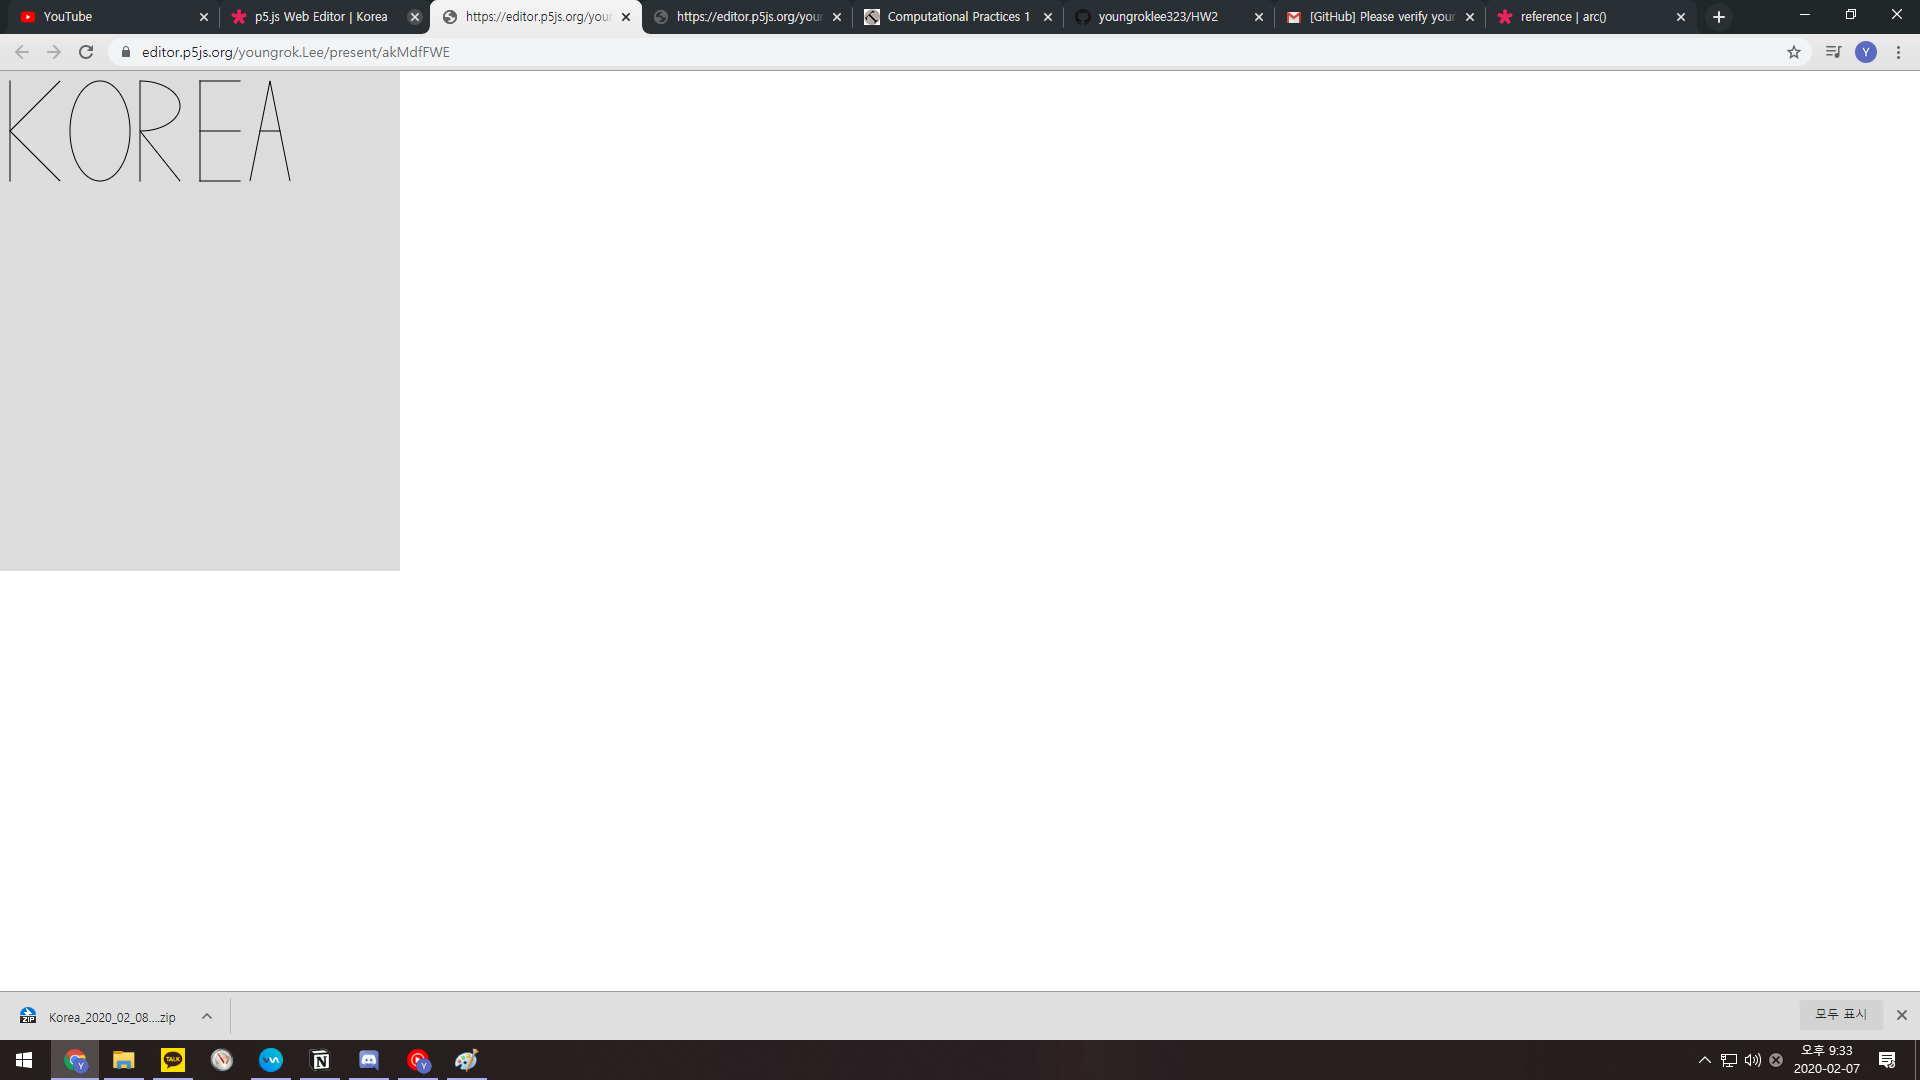 YouTube
p5.js Web Editor | Korea
https://editor.p5js.org/your
https://editor.p5js.org/your
Computational Practices 1
youngroklee323/HW2
[GitHub] Please verify your
reference | arc()
editor.p5js.org/youngrok.Lee/present/akMdfFWE
Y
KOREA
ZIP
Korea_2020_02_08....zip
모두 표시
Y
TALK
N
Y
오후 9:33
2020-02-07